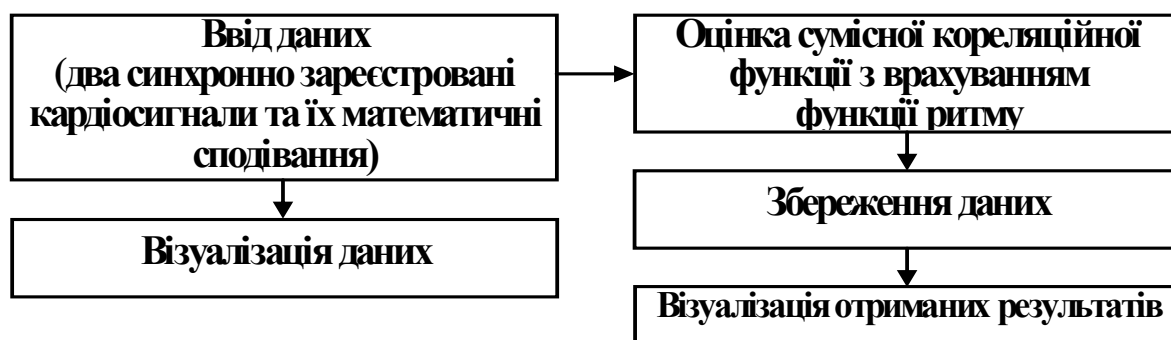 Ввід даних
(два синхронно зареєстровані
кардіосигнали та їх математичні
сподівання)
Візуалізація даних
Оцінка сумісної кореляційної
функції з врахуванням
функції ритму
Збереження даних
Візуалізація отриманих результатів